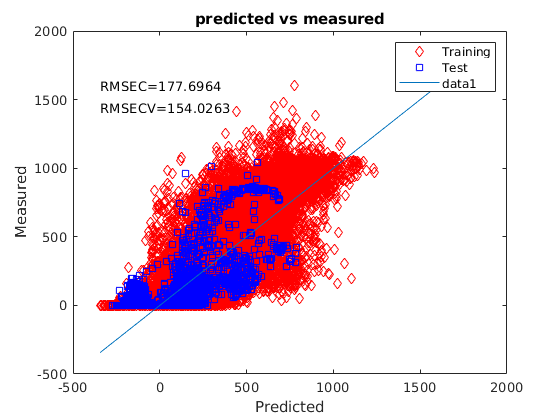 predicted vs measured
2000
1500
1000
500
0
-500
Measured
RMSEC=177.6964
RMSECV=154.0263
Training
Test
data1
-500
0
500
1000
1500
2000
Predicted